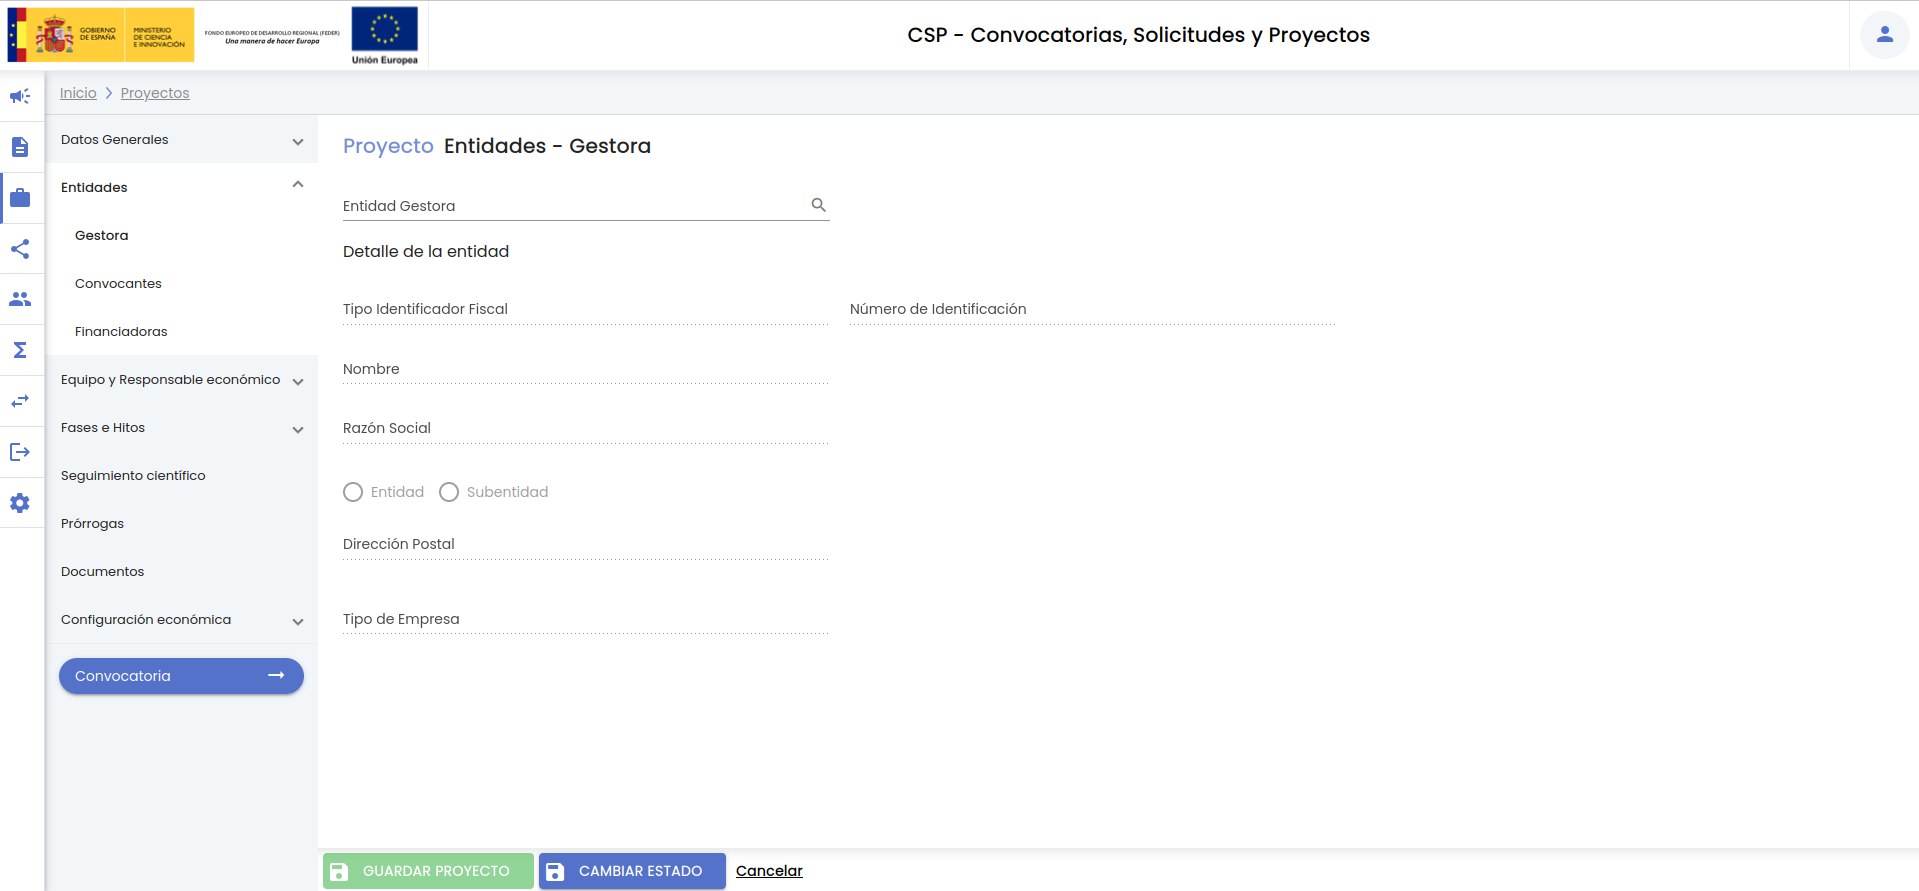 GOBIERNO
DE ESPAÑA
MINISTERIO
DE CIENCIA
E INNOVACIÓN
FONDO EUROPEO DE DESARROLLO REGIONAL (FEDER)
Una manera de hacer Europa
Unión Europea
CSP - Convocatorias, Solicitudes y Proyectos
Inicio > Proyectos
Datos Generales
Entidades
Gestora
Convocantes
Financiadoras
Equipo y Responsable económico
Fases e Hitos
Seguimiento científico
Prórrogas
Documentos
Configuración económica
Convocatoria
Proyecto Entidades - Gestora
Entidad Gestora
Detalle de la entidad
Tipo Identificador Fiscal
Número de Identificación
Nombre
Razón Social
Entidad
Subentidad
Dirección Postal
Tipo de Empresa
GUARDAR PROYECTO
CAMBIAR ESTADO
Cancelar